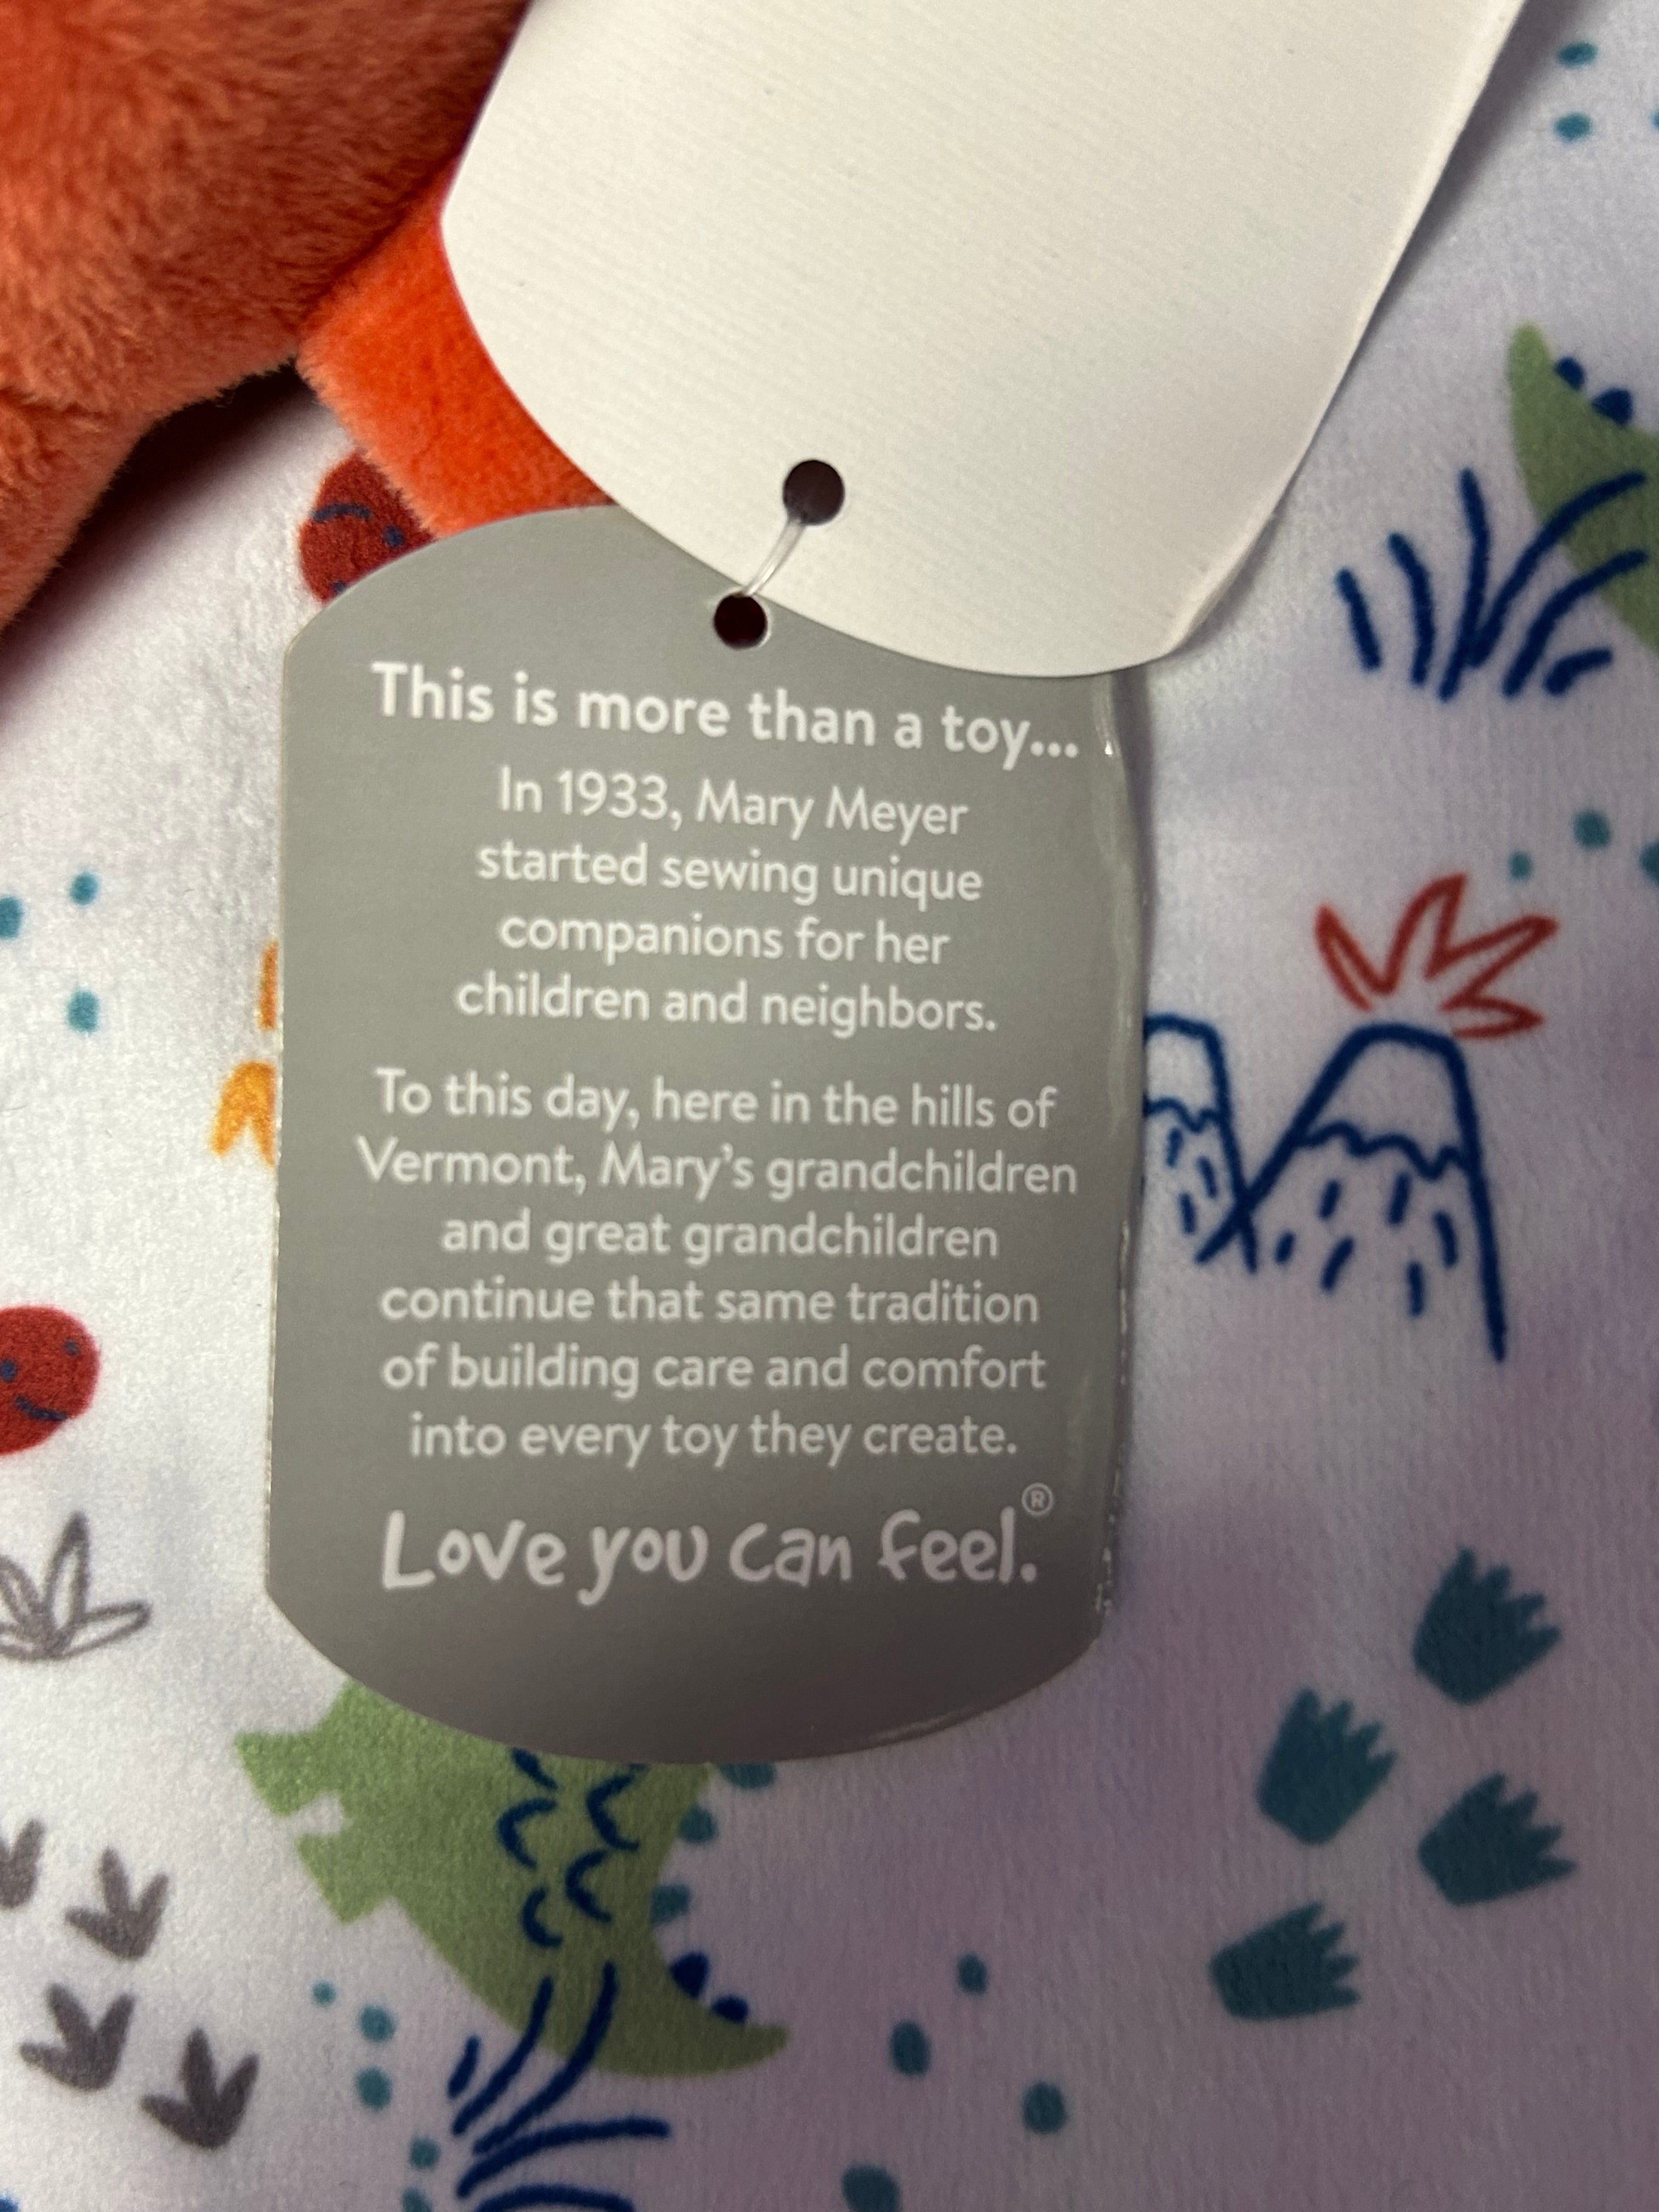 This is more than a toy...
In 1933, Mary Meyer
started sewing unique
companions for her
children and neighbors.
To this day, here in the hills of
Vermont, Mary's grandchildren
and great grandchildren
continue that same tradition
of building care and comfort
into every toy they create.
Love you can feel.®